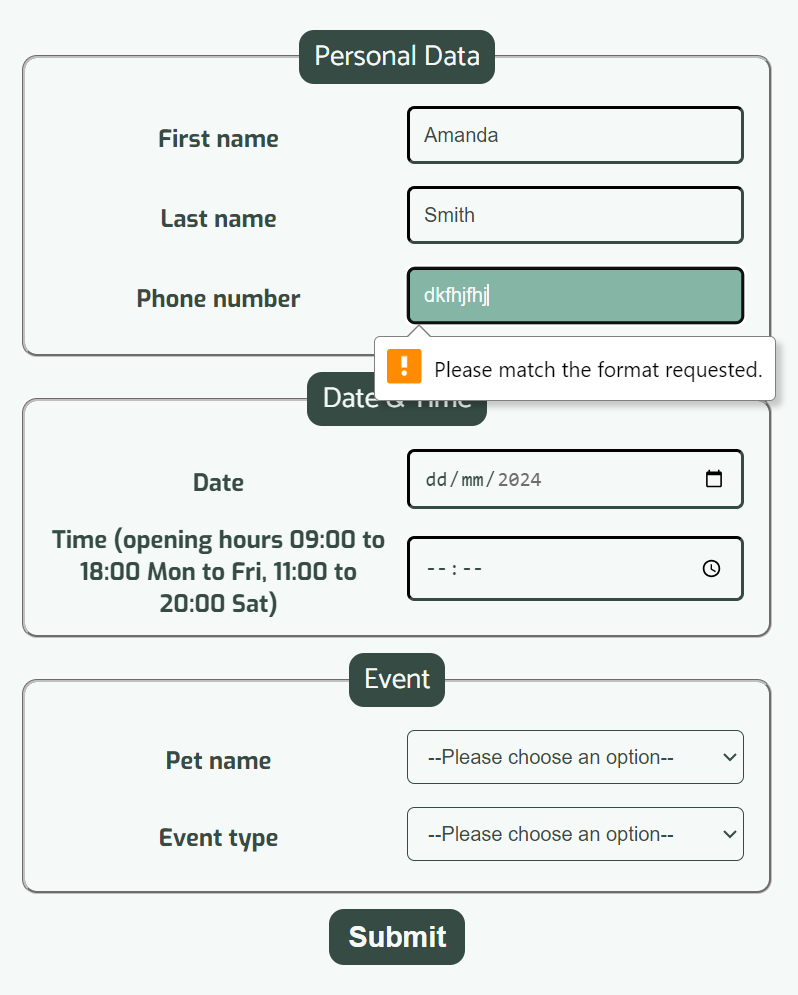 Personal Data
First name
Amanda
Last name
Smith
Phone number
dkfhjfhj
! Please match the format requested.
Date & Time
Date
dd/mm/2024
Time (opening hours 09:00 to
18:00 Mon to Fri, 11:00 to
20:00 Sat)
--:--
Event
Pet name
--Please choose an option--
Event type
--Please choose an option--
Submit